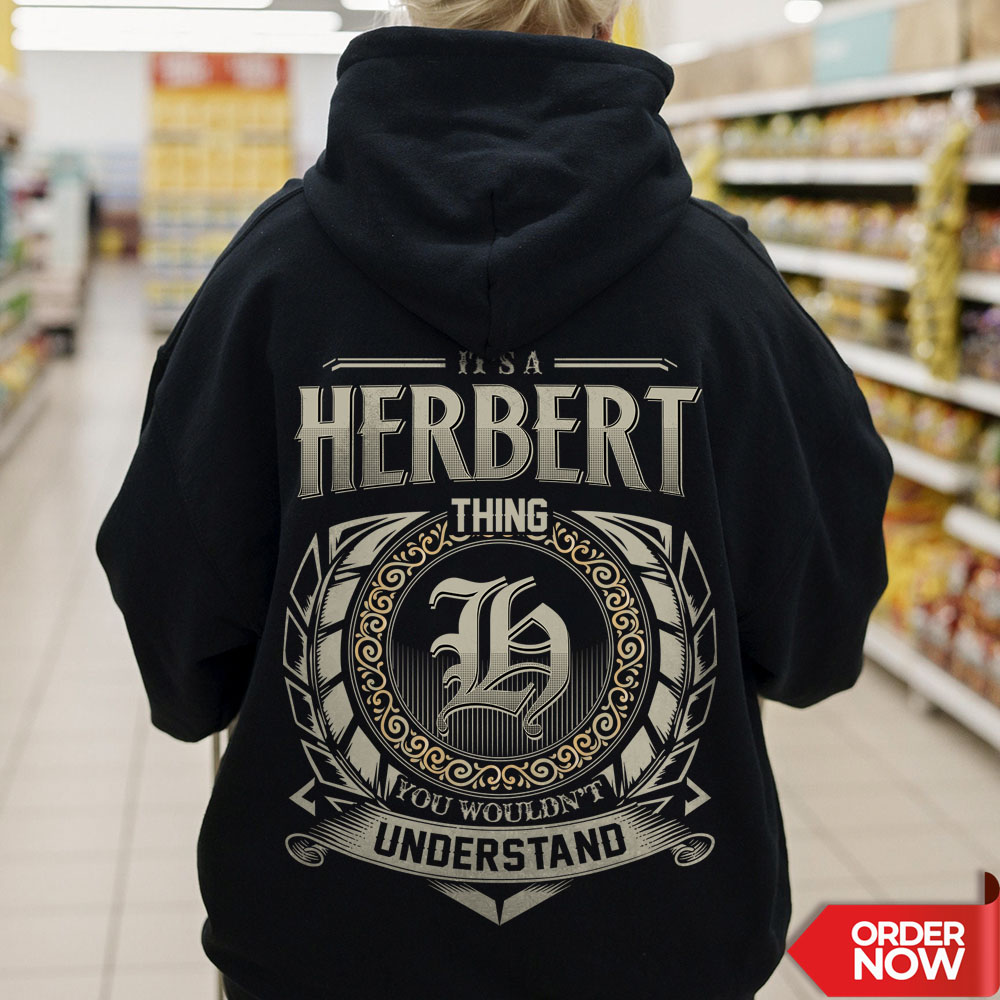 IT'S A
HERBERT
THING
H
YOU WOULDN'T
UNDERSTAND
ORDER
NOW